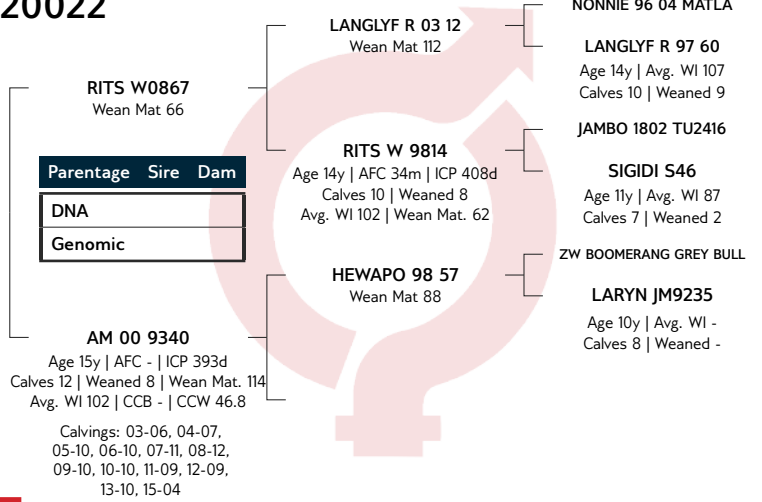 20022
RITS W0867
Wean Mat 66
Parentage Sire Dam
DNA
Genomic
AM 00 9340
Age 15y | AFC - | ICP 393d
Calves 12 | Weaned 8 | Wean Mat. 114
Avg. WI 102 | CCB - | CCW 46.8
Calvings: 03-06, 04-07,
05-10, 06-10, 07-11, 08-12,
09-10, 10-10, 11-09, 12-09,
13-10, 15-04
LANGLYF R 03 12
Wean Mat 112
RITS W 9814
Age 14y | AFC 34m | ICP 408d
Calves 10 | Weaned 8
Avg. WI 102 | Wean Mat. 62
HEWAPO 98 57
Wean Mat 88
NONNIE 96 04 MATLA
LANGLYF R 97 60
Age 14y | Avg. WI 107
Calves 10 | Weaned 9
JAMBO 1802 TU2416
SIGIDI S46
Age 11y | Avg. WI 87
Calves 7 | Weaned 2
ZW BOOMERANG GREY BULL
LARYN JM9235
Age 10y | Avg. WI -
Calves 8 | Weaned -